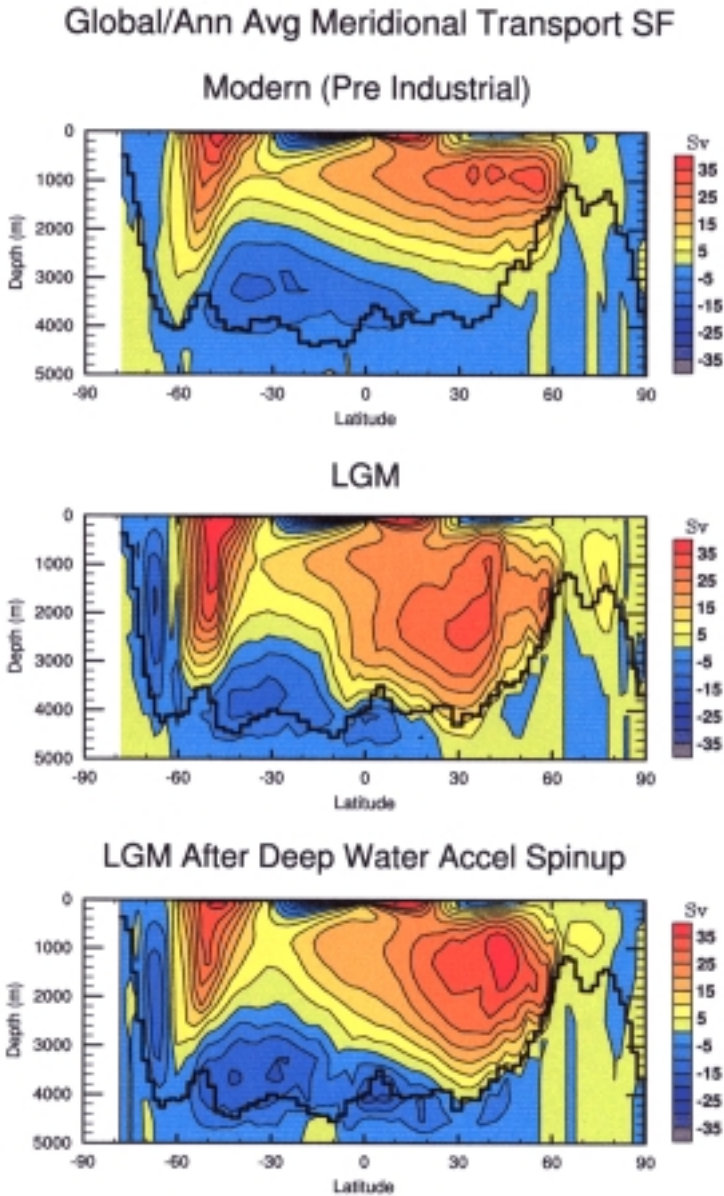 Global/Ann Avg Meridional Transport SF
Modern (Pre Industrial)
0
1000
2000
3000
4000
5000
Depth (m)
-90 -60 -30 0 30 60 90
Latitude
Sv
35
25
15
5
-5
-15
-25
-35
LGM
0
1000
2000
3000
4000
5000
Depth (m)
-90 -60 -30 0 30 60 90
Latitude
Sv
35
25
15
5
-5
-15
-25
-35
LGM After Deep Water Accel Spinup
0
1000
2000
3000
4000
5000
Depth (m)
-90 -60 -30 0 30 60 90
Latitude
Sv
35
25
15
5
-5
-15
-25
-35